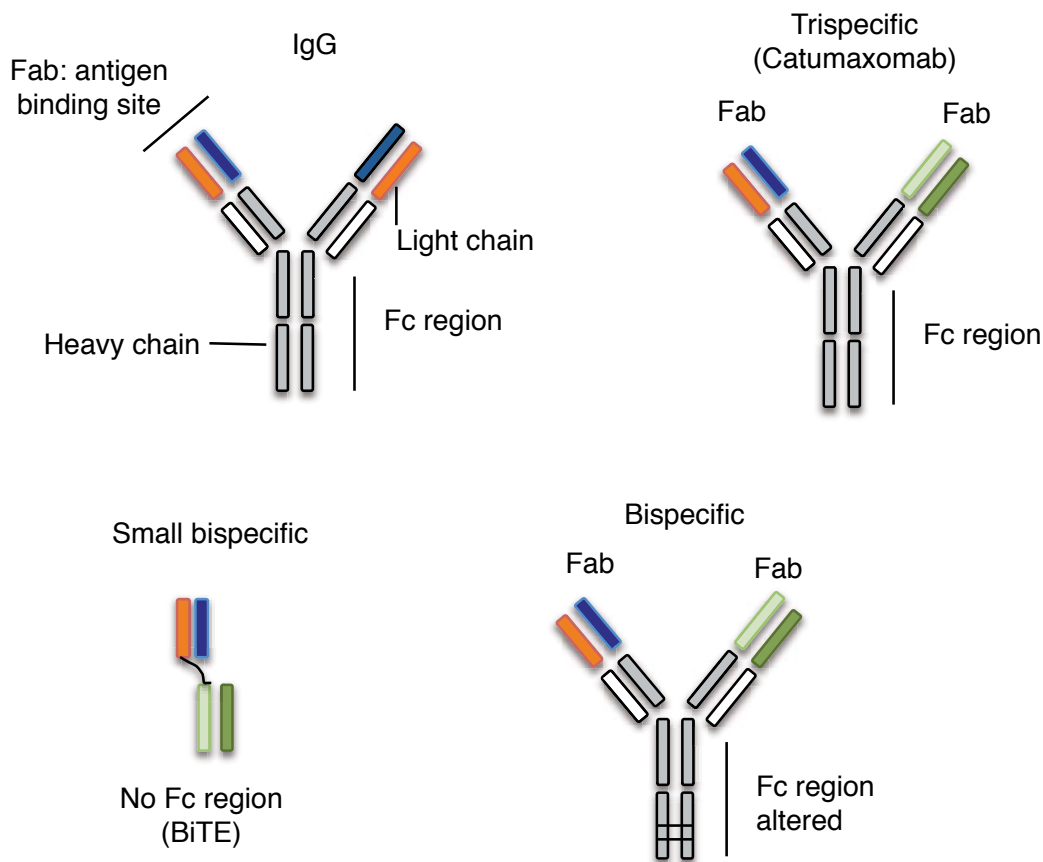 IgG
Fab: antigen
binding site
Light chain
Fc region
Heavy chain
Trispecific
(Catumaxomab)
Fab
Fab
Fc region
Small bispecific
No Fc region
(BiTE)
Bispecific
Fab
Fab
Fc region
altered